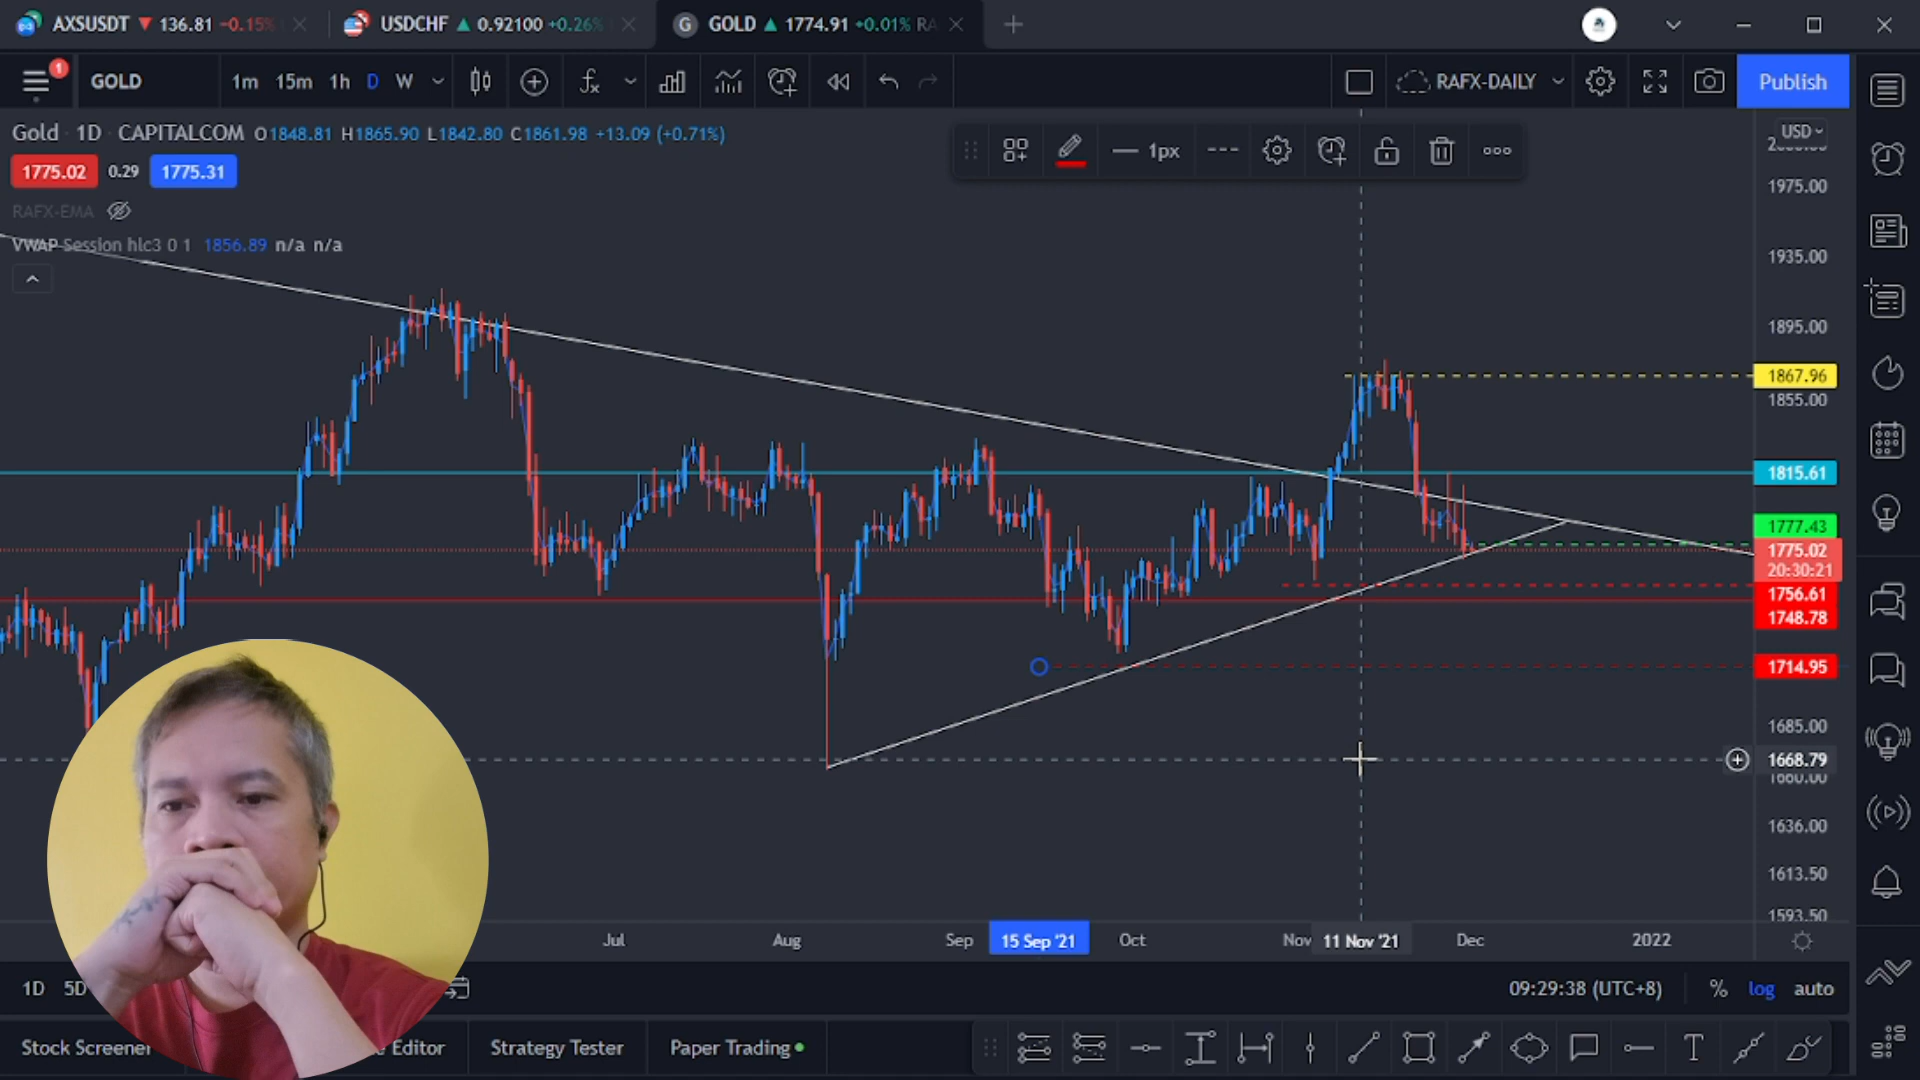 AXSUSDT 136.81 -0.15%
USDCHF 0.92100 +0.26%
G GOLD 1774.91 +0.01% RA
1
GOLD 1m 15m 1h D W
RAFX-DAILY
Publish
Gold 1D CAPITALCOM O1848.81 H1865.90 L1842.80 C1861.98 +13.09 (+0.71%)
1px
USD
1775.02 0.29 1775.31
RAFX-EMA
VWAP Session hlc3 0 1 1856.89 n/a n/a
1975.00
1935.00
1895.00
1867.96
1855.00
1815.61
1777.43
1775.02
20:30:21
1756.61
1748.78
1714.95
1685.00
1668.79
1660.00
1636.00
1613.50
1593.50
Jul Aug Sep 15 Sep '21 Oct Nov 11 Nov '21 Dec 2022
1D 5D
09:29:38 (UTC+8) % log auto
Stock Screener
Editor
Strategy Tester
Paper Trading
T